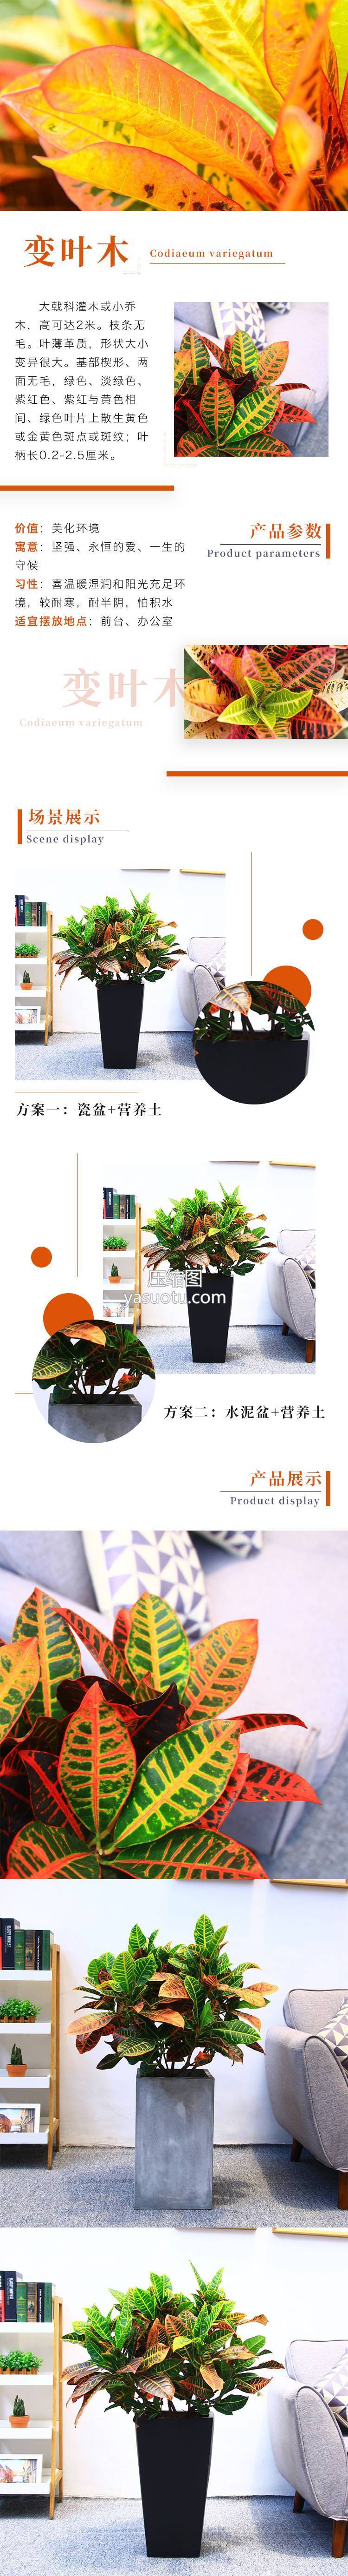 变叶木
Codiaeum variegatum
大戟科灌木或小乔
木，高可达2米。枝条无
毛。叶薄革质，形状大小
变异很大。基部楔形、两
面无毛，绿色、淡绿色、
紫红色、紫红与黄色相
间、绿色叶片上散生黄色
或金黄色斑点或斑纹；叶
柄长0.2-2.5厘米。
产品参数
Product parameters
价值：美化环境
寓意：坚强、永恒的爱、一生的
守候
习性：喜温暖湿润和阳光充足环
境，较耐寒，耐半阴，怕积水
适宜摆放地点：前台、办公室
变叶木
Codiaeum variegatum
场景展示
Scene display
方案一：瓷盆+营养土
压缩图
yasuotu.com
方案二：水泥盆+营养土
产品展示
Product display